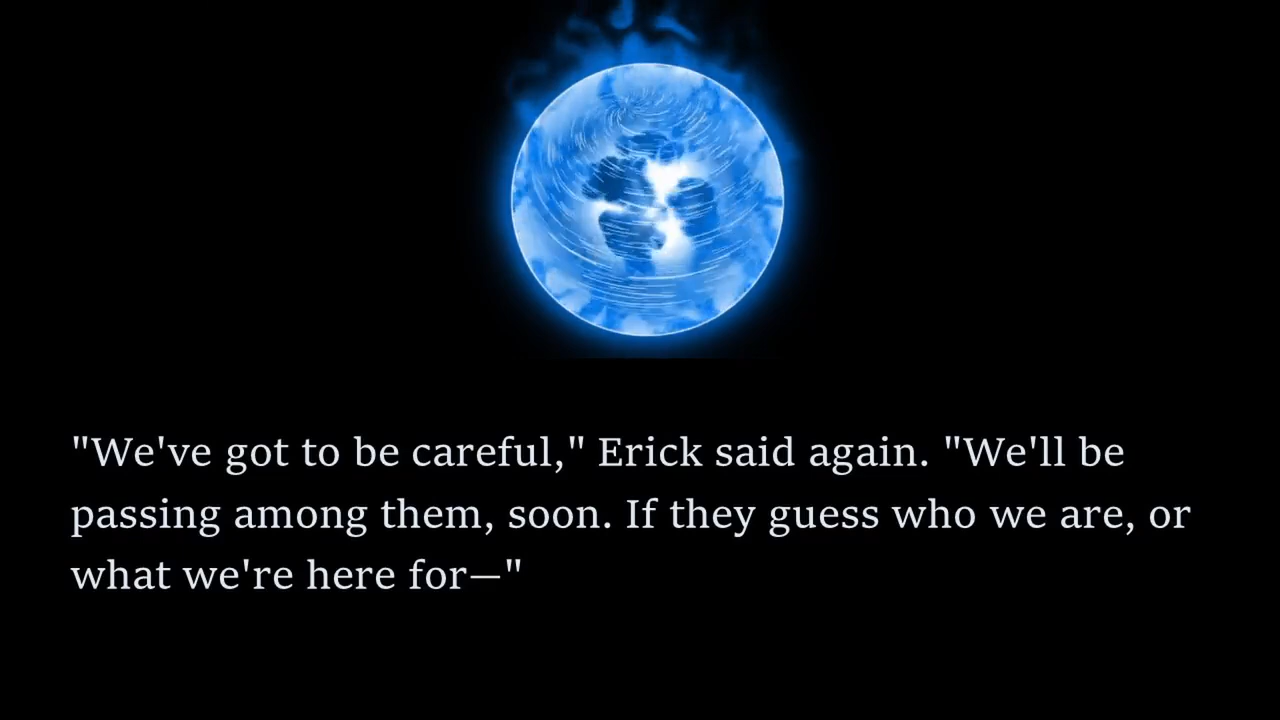 "We've got to be careful," Erick said again. "We'll be
passing among them, soon. If they guess who we are, or
what we're here for—"